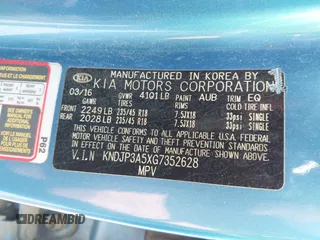 MANUFACTURED IN KOREA BY
KIA KIA MOTORS CORPORATION
03/16 GVWR 4101LB PAINT AUB TRIM EQ
GAWR TIRES RIMS COLD TIRE INFL
FRONT 2249LB 235/45 R18 7.5JX18 33psi SINGLE
REAR 2028LB 235/45 R18 7.5JX18 33psi SINGLE
THIS VEHICLE CONFORMS TO ALL APPLICABLE FEDERAL
MOTOR VEHICLE SAFETY AND THEFT PREVENTION
STANDARDS IN EFFECT ON THE DATE OF
MANUFACTURE SHOWN ABOVE.
V.I.N KNDJP3A5XG7352628
MPV
P62
DREAMBID